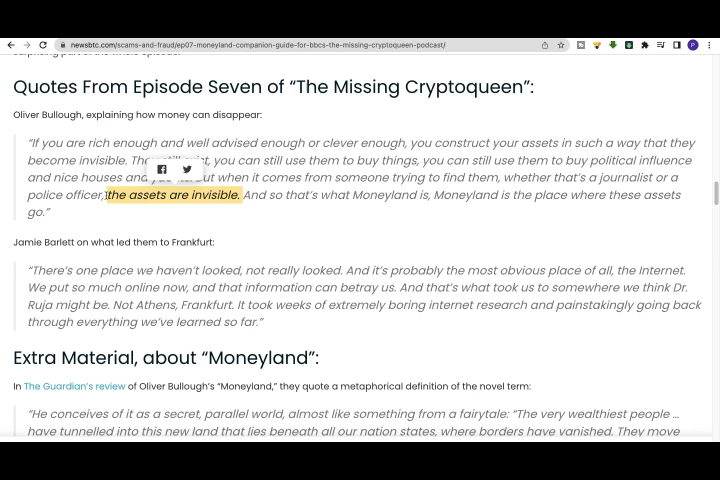 newsbtc.com/scams-and-fraud/ep07-moneyland-companion-guide-for-bbcs-the-missing-cryptoqueen-podcast/
Quotes From Episode Seven of “The Missing Cryptoqueen”:
Oliver Bullough, explaining how money can disappear:
“If you are rich enough and well advised enough or clever enough, you construct your assets in such a way that they
become invisible. you can still use them to buy things, you can still use them to buy political influence
and nice houses and but when it comes from someone trying to find them, whether that’s a journalist or a
police officer, the assets are invisible. And so that’s what Moneyland is, Moneyland is the place where these assets
go.”
Jamie Barlett on what led them to Frankfurt:
“There’s one place we haven’t looked, not really looked. And it’s probably the most obvious place of all, the Internet.
We put so much online now, and that information can betray us. And that’s what took us to somewhere we think Dr.
Ruja might be. Not Athens, Frankfurt. It took weeks of extremely boring internet research and painstakingly going back
through everything we’ve learned so far.”
Extra Material, about “Moneyland”:
In The Guardian’s review of Oliver Bullough’s “Moneyland,” they quote a metaphorical definition of the novel term:
“He conceives of it as a secret, parallel world, almost like something from a fairytale: “The very wealthiest people …
have tunnelled into this new land that lies beneath all our nation states, where borders have vanished. They move